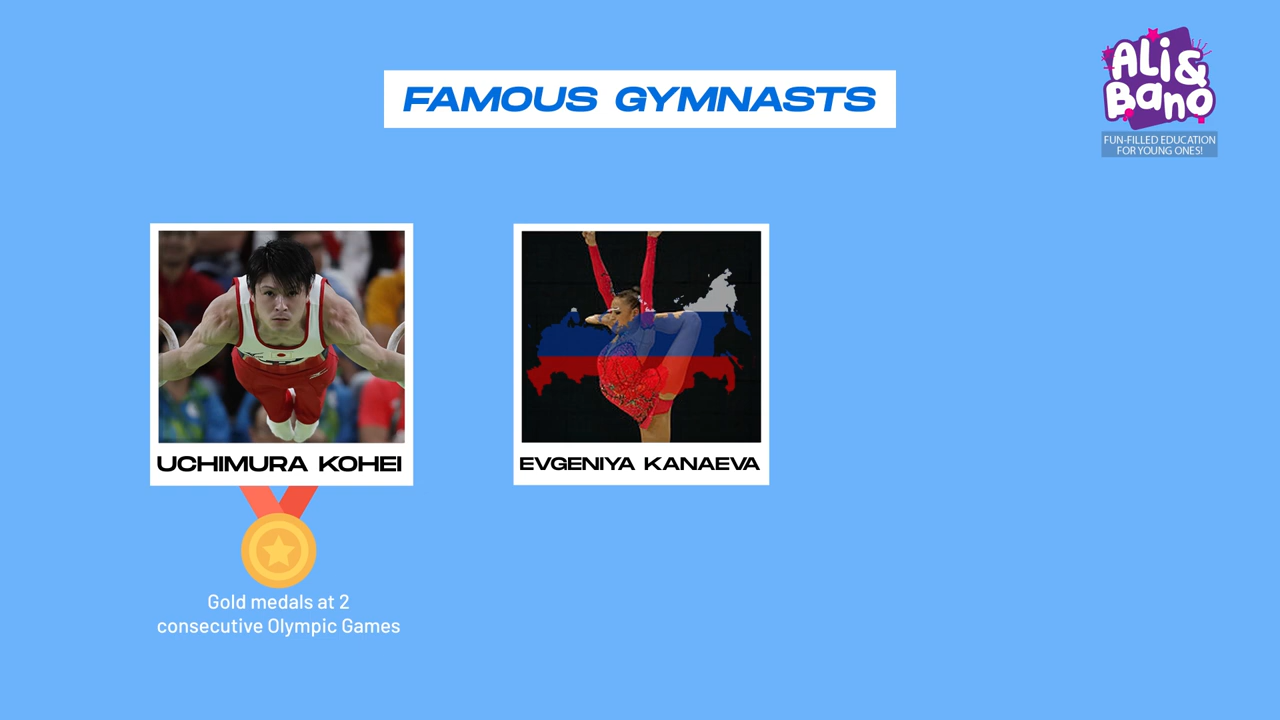 FAMOUS GYMNASTS
ALi&
Bano
FUN-FILLED EDUCATION
FOR YOUNG ONES!
UCHIMURA KOHEI
EVGENIYA KANAEVA
Gold medals at 2
consecutive Olympic Games